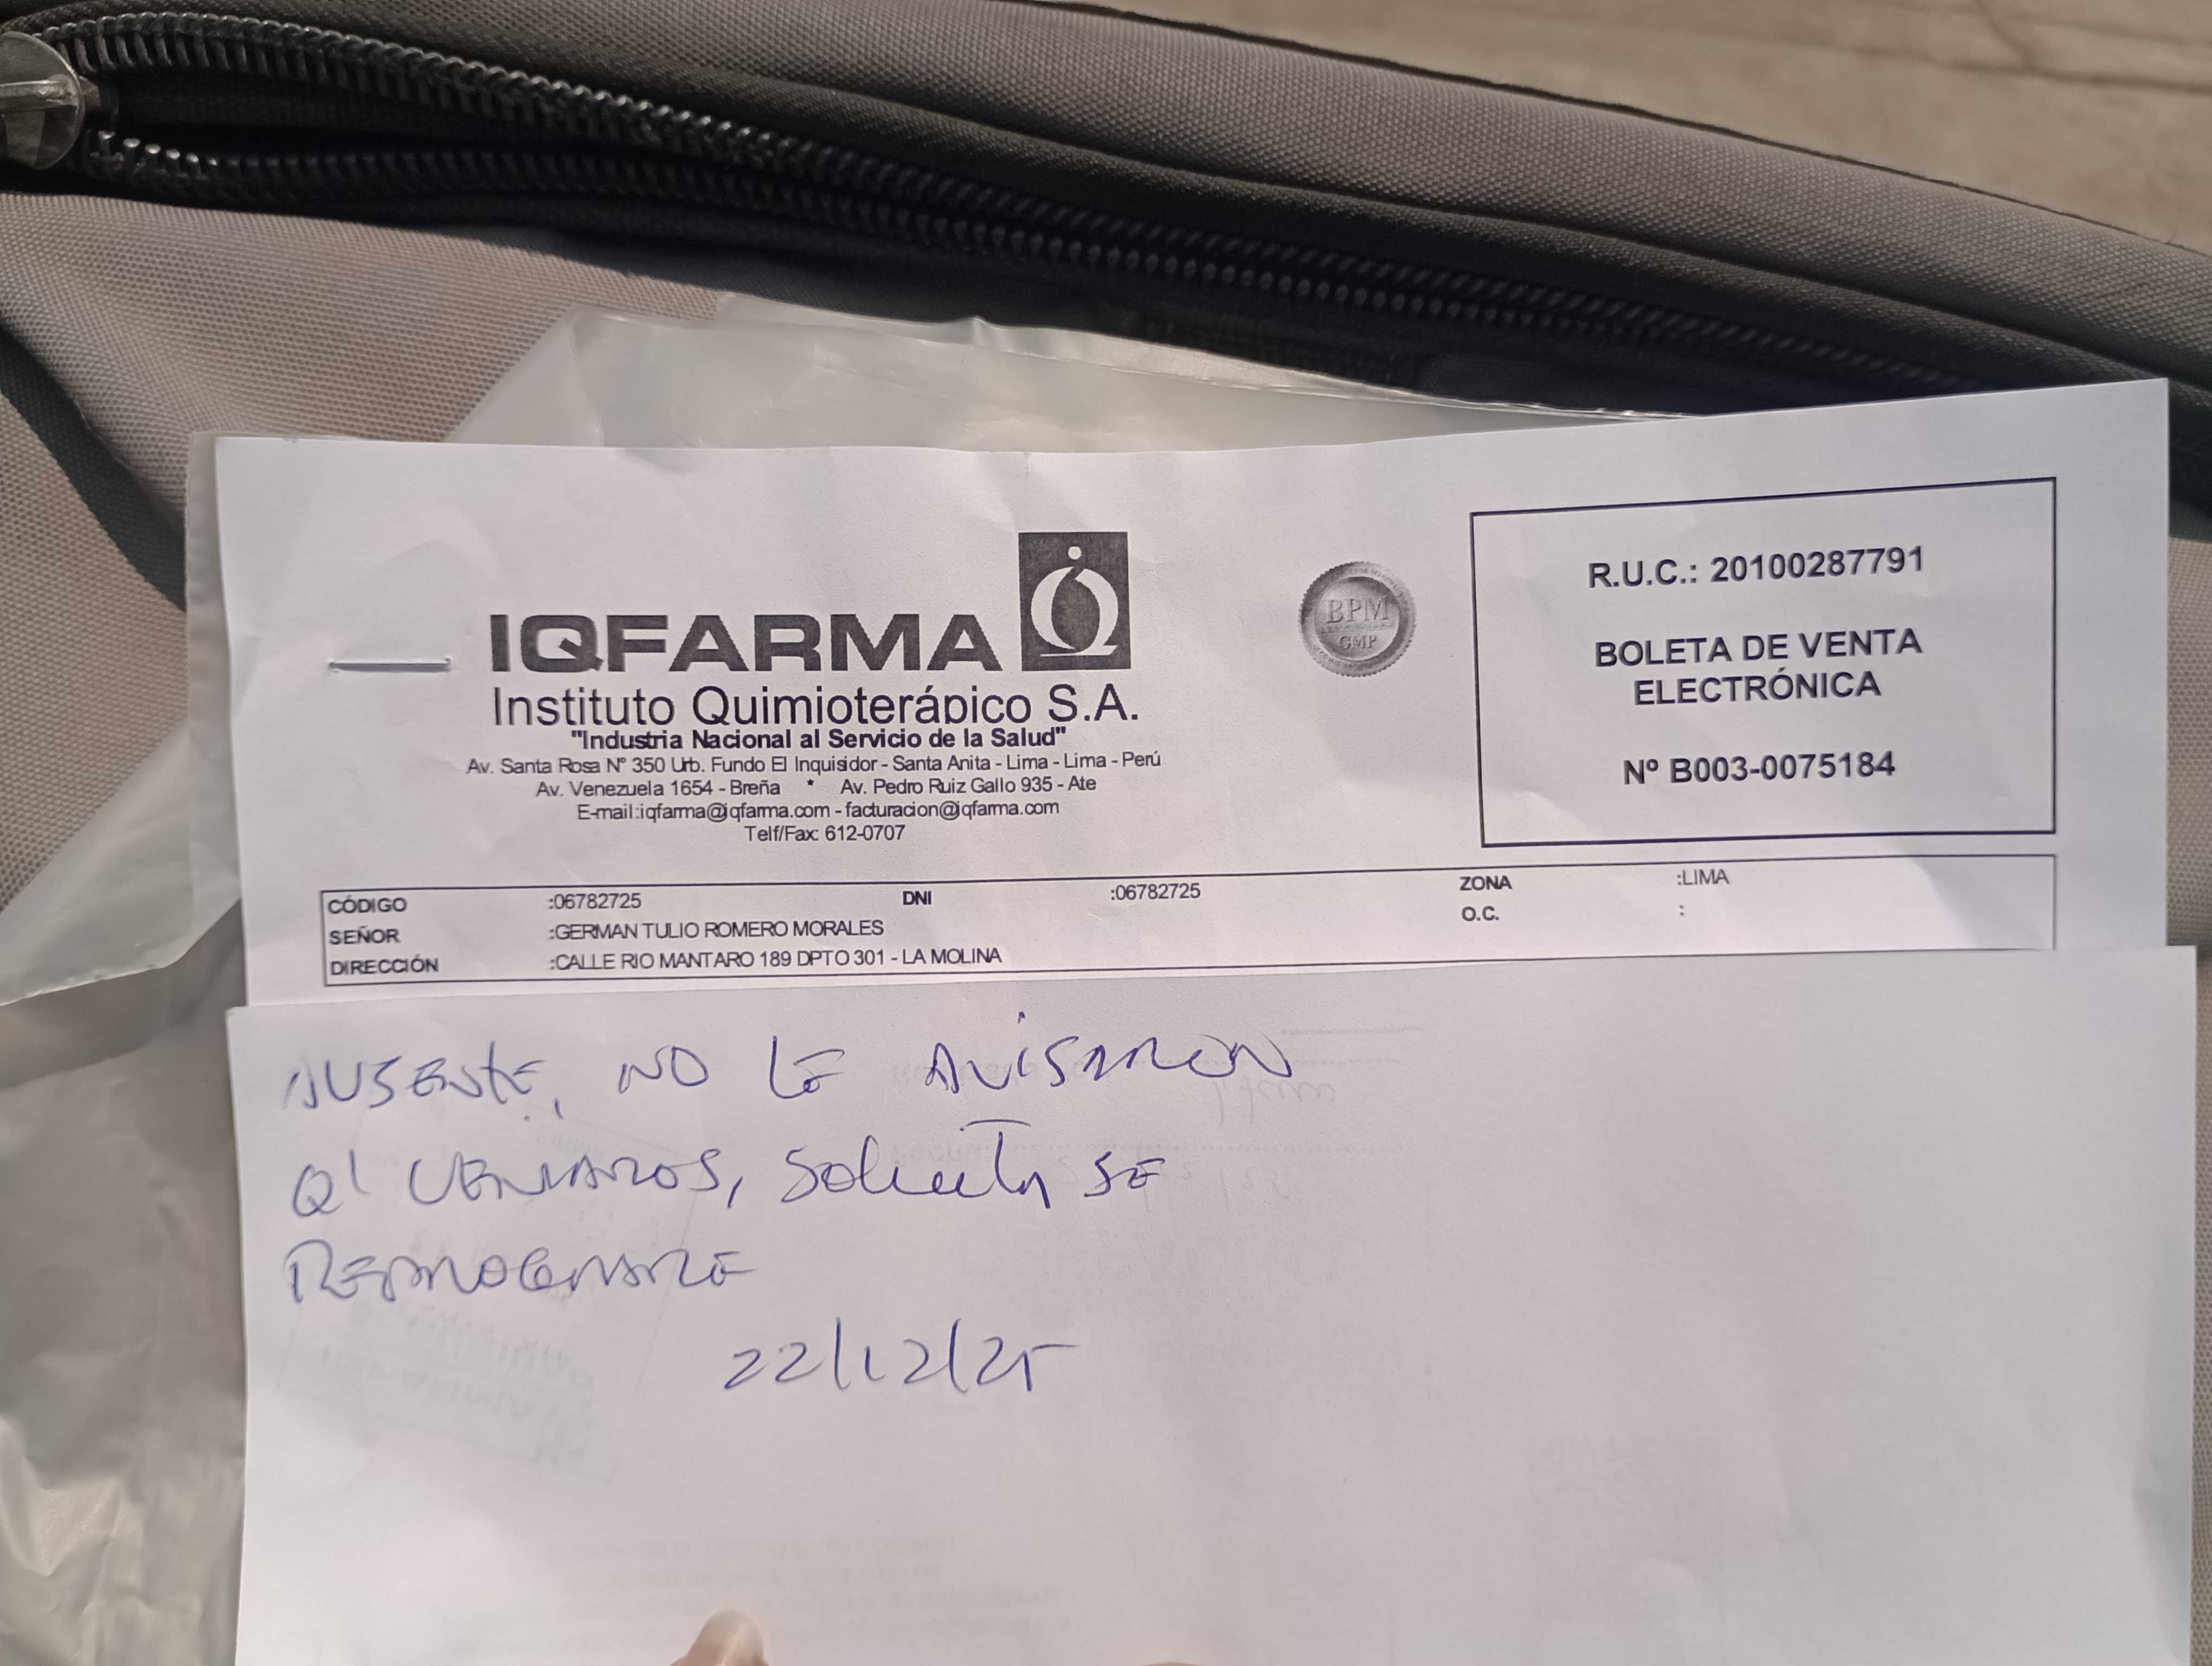 IQFARMA
Instituto Quimioterápico S.A.
"Industria Nacional al Servicio de la Salud"
Av. Santa Rosa Nº 350 Urb. Fundo El Inquisidor - Santa Anita - Lima - Lima - Perú
Av. Venezuela 1654 - Breña * Av. Pedro Ruiz Gallo 935 - Ate
E-mail:iqfarma@iqfarma.com - facturacion@iqfarma.com
Telf/Fax: 612-0707
BPM
GMP
R.U.C.: 20100287791
BOLETA DE VENTA
ELECTRÓNICA
Nº B003-0075184
CÓDIGO :06782725 DNI :06782725 ZONA :LIMA
SEÑOR :GERMAN TULIO ROMERO MORALES O.C. :
DIRECCIÓN :CALLE RIO MANTARO 189 DPTO 301 - LA MOLINA
AUSENTE, NO LE AVISARON
Q' VENIAMOS, SOLICITA SE
REPROGRAME
22/12/25